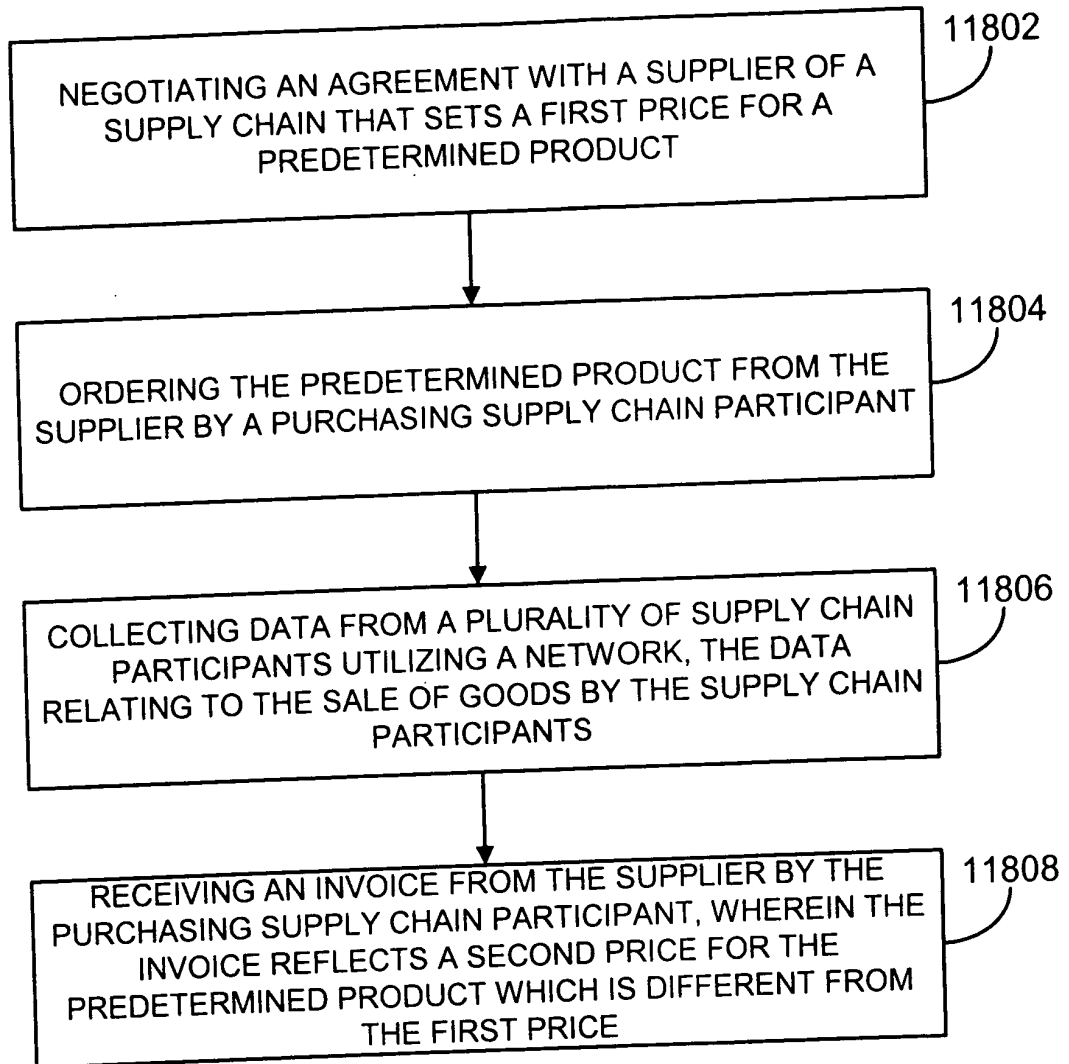 11802
NEGOTIATING AN AGREEMENT WITH A SUPPLIER OF A
SUPPLY CHAIN THAT SETS A FIRST PRICE FOR A
PREDETERMINED PRODUCT
11804
ORDERING THE PREDETERMINED PRODUCT FROM THE
SUPPLIER BY A PURCHASING SUPPLY CHAIN PARTICIPANT
11806
COLLECTING DATA FROM A PLURALITY OF SUPPLY CHAIN
PARTICIPANTS UTILIZING A NETWORK, THE DATA
RELATING TO THE SALE OF GOODS BY THE SUPPLY CHAIN
PARTICIPANTS
11808
RECEIVING AN INVOICE FROM THE SUPPLIER BY THE
PURCHASING SUPPLY CHAIN PARTICIPANT, WHEREIN THE
INVOICE REFLECTS A SECOND PRICE FOR THE
PREDETERMINED PRODUCT WHICH IS DIFFERENT FROM
THE FIRST PRICE